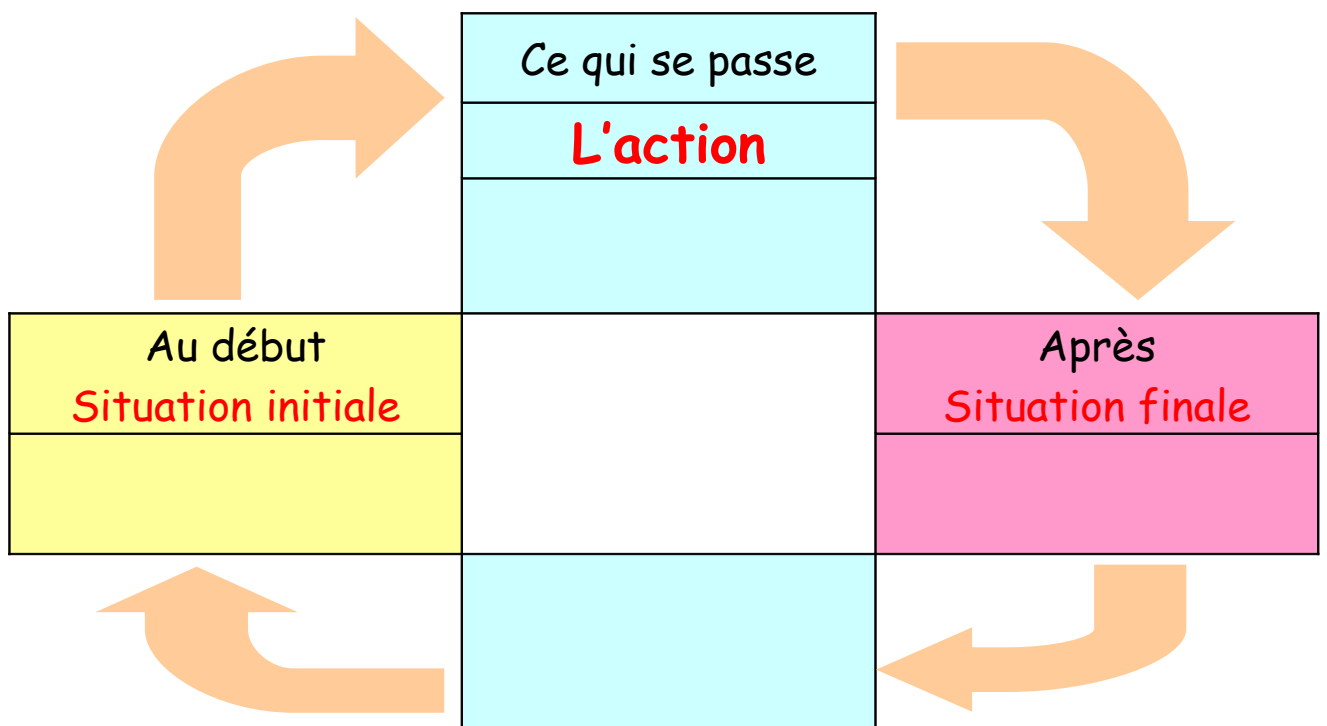 Ce qui se passe
L'action
Au début
Situation initiale
Après
Situation finale